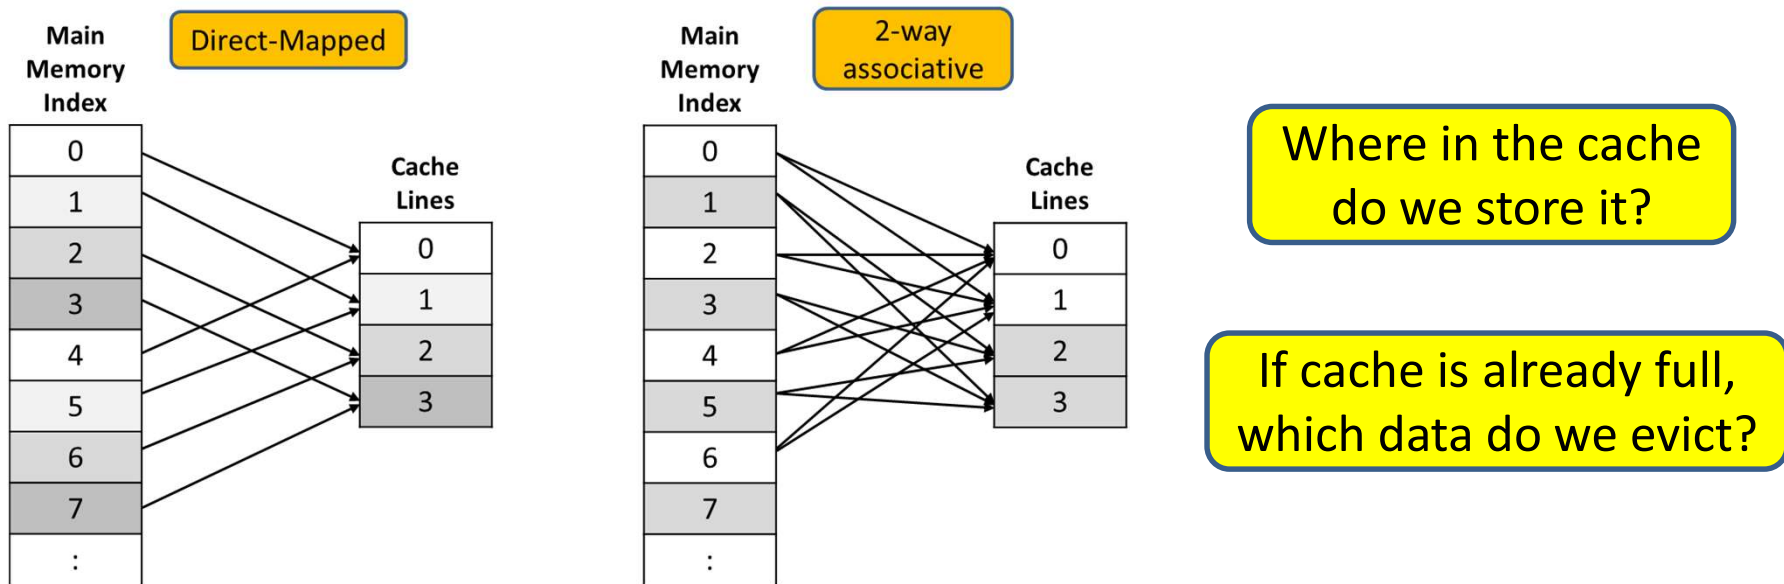 Main
Memory
Index
Direct-Mapped
0
1
2
3
4
5
6
7
:
Cache
Lines
0
1
2
3
Main
Memory
Index
2-way
associative
0
1
2
3
4
5
6
7
:
Cache
Lines
0
1
2
3
Where in the cache
do we store it?
If cache is already full,
which data do we evict?